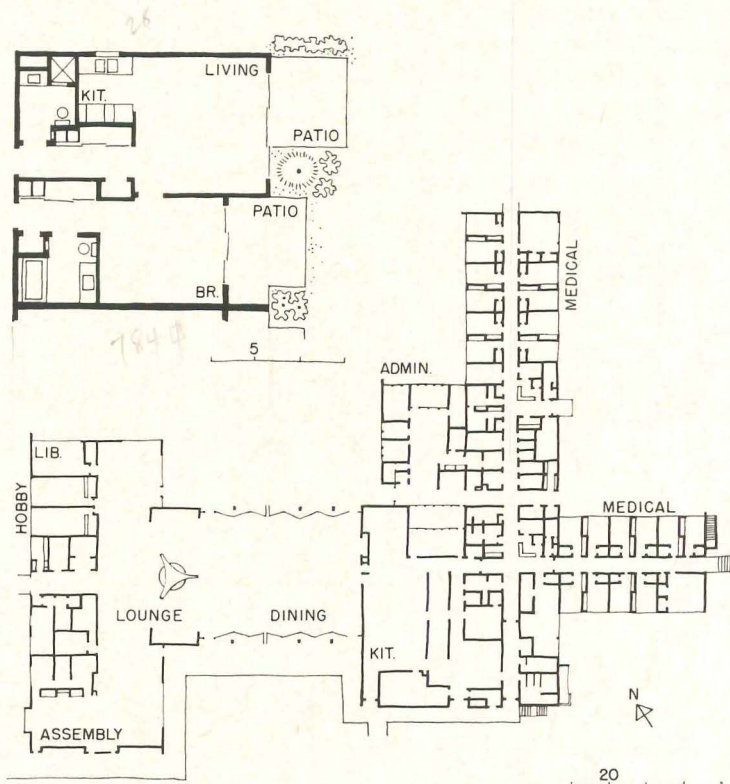 26
LIVING
KIT.
PATIO
PATIO
BR.
784
5
MEDICAL
ADMIN.
LIB.
HOBBY
MEDICAL
LOUNGE
DINING
KIT.
ASSEMBLY
N
20